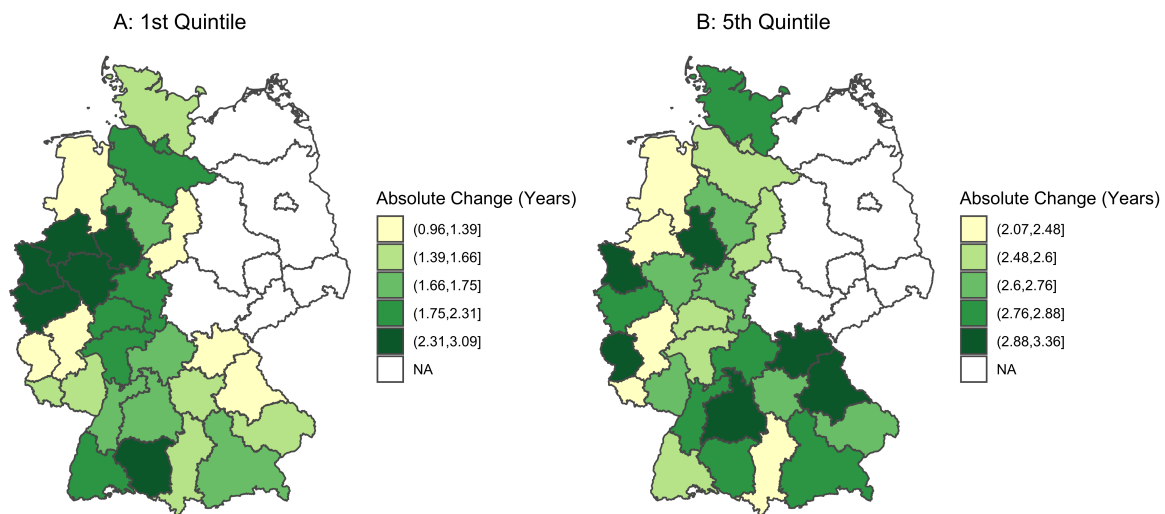 A: 1st Quintile
Absolute Change (Years)
(0.96,1.39]
(1.39,1.66]
(1.66,1.75]
(1.75,2.31]
(2.31,3.09]
NA
B: 5th Quintile
Absolute Change (Years)
(2.07,2.48]
(2.48,2.6]
(2.6,2.76]
(2.76,2.88]
(2.88,3.36]
NA